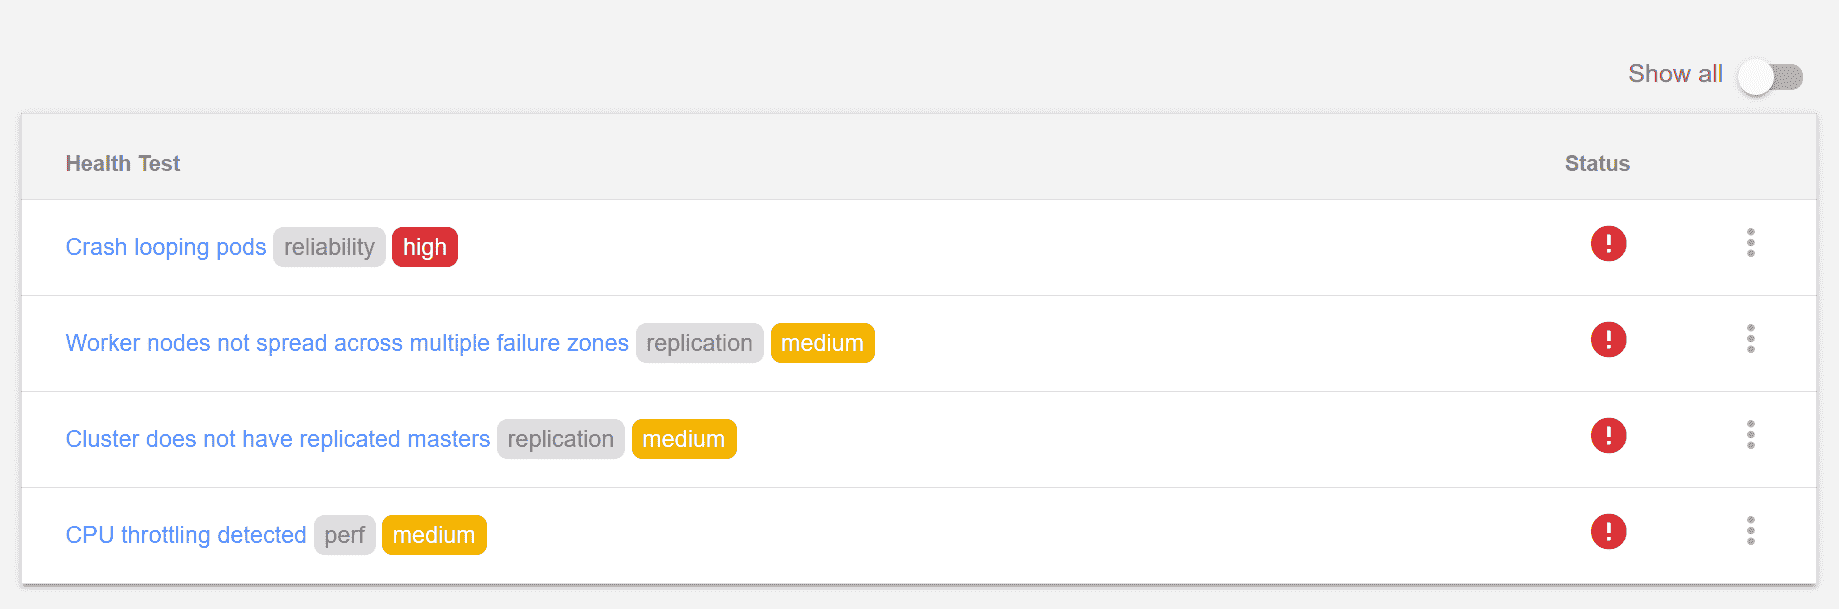 Show all
Health Test Status
Crash looping pods reliability high
Worker nodes not spread across multiple failure zones replication medium
Cluster does not have replicated masters replication medium
CPU throttling detected perf medium